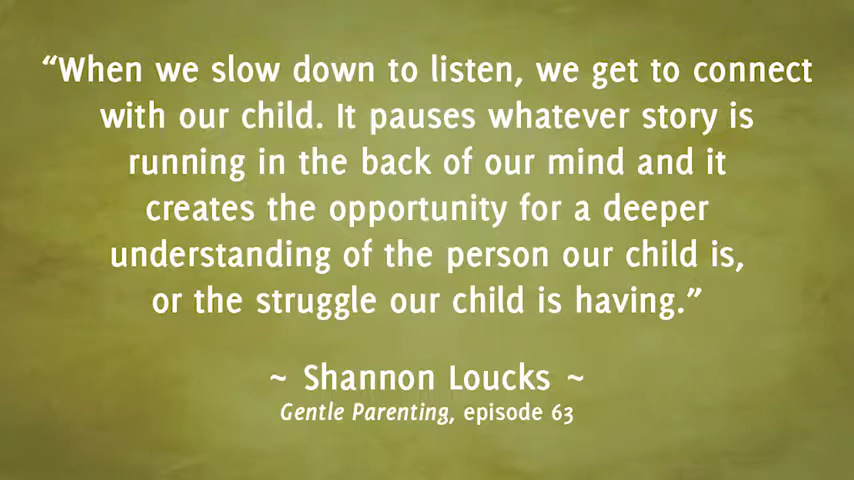 “When we slow down to listen, we get to connect
with our child. It pauses whatever story is
running in the back of our mind and it
creates the opportunity for a deeper
understanding of the person our child is,
or the struggle our child is having.”
~ Shannon Loucks ~
Gentle Parenting, episode 63